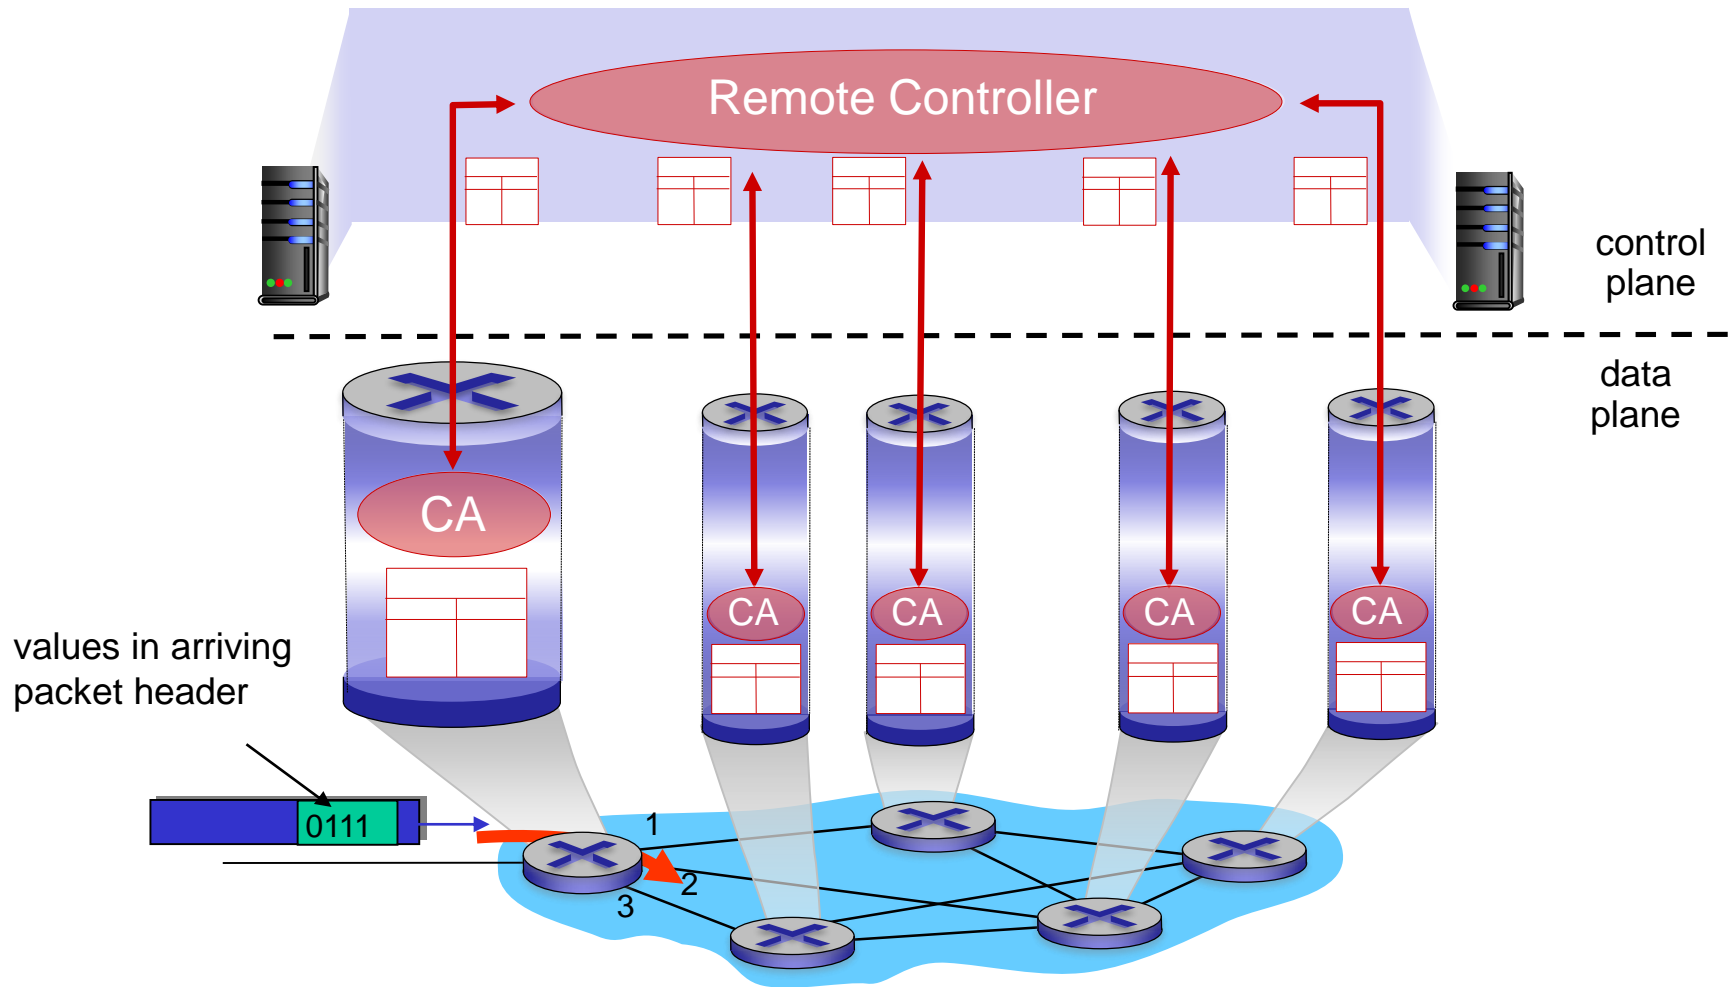 Remote Controller
control
plane
data
plane
CA
CA
CA
CA
CA
values in arriving
packet header
0111
1
2
3